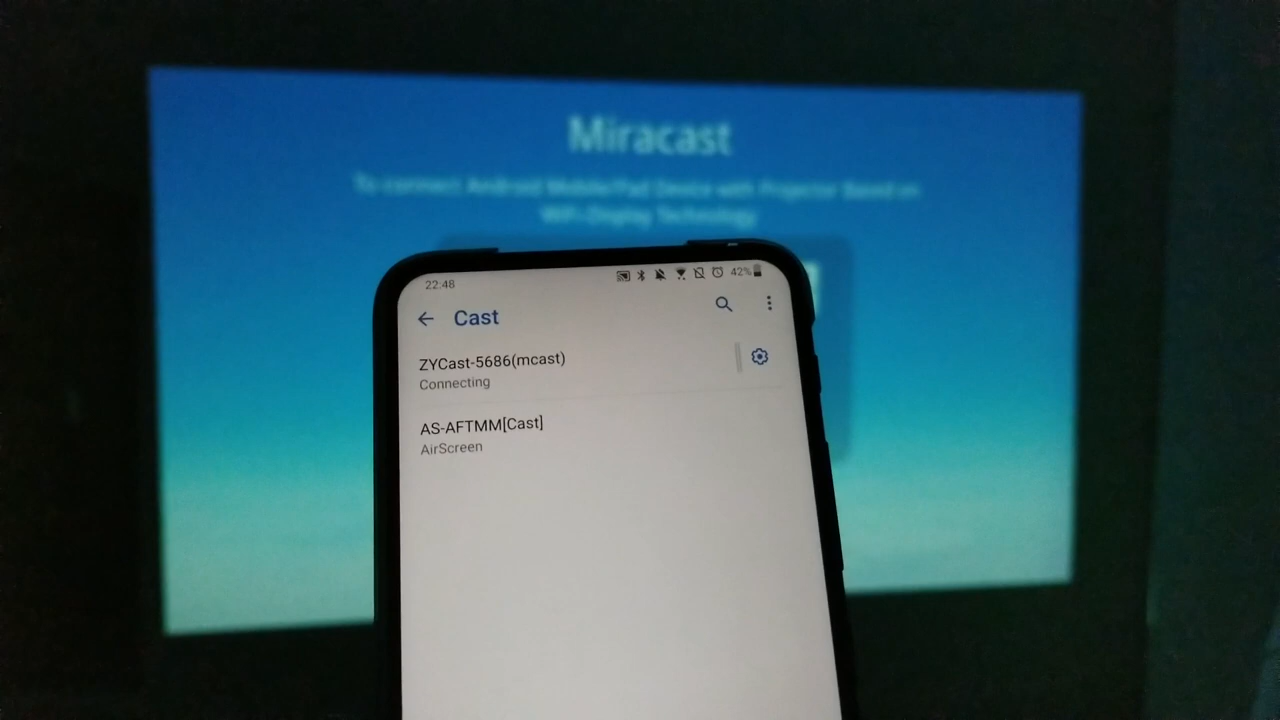 Miracast
To connect Android Mobile/Pad Device with Projector Based on
WiFi-Display Technology
22:48
42%
Cast
ZYCast-5686(mcast)
Connecting
AS-AFTMM[Cast]
AirScreen